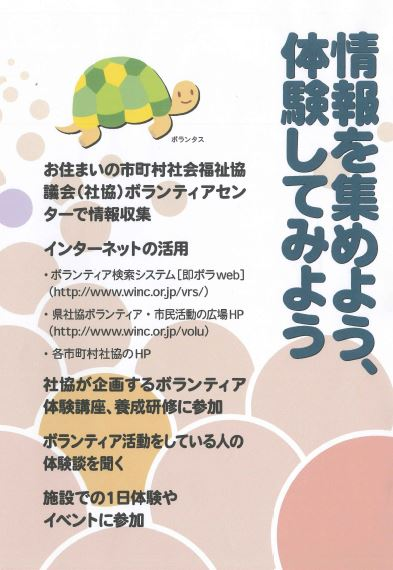 情報を集めよう、
体験してみよう
ボランタス
お住まいの市町村社会福祉協
議会(社協)ボランティアセン
ターで情報収集
インターネットの活用
・ボランティア検索システム[即ボラweb]
(http://www.winc.or.jp/vrs/)
・県社協ボランティア・市民活動の広場HP
(http://www.winc.or.jp/volu)
・各市町村社協のHP
社協が企画するボランティア
体験講座、養成研修に参加
ボランティア活動をしている人の
体験談を聞く
施設での1日体験や
イベントに参加